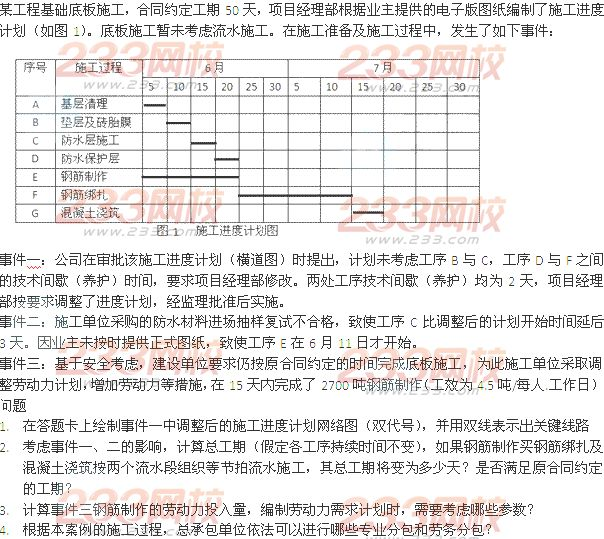 某工程基础底板施工，合同约定工期 50 天，项目经理部根据业主提供的电子版图纸编制了施工进度
计划（如图 1）。底板施工暂未考虑流水施工。在施工准备及施工过程中，发生了如下事件：
序号 施工过程 6 月 7 月
5 10 15 20 25 30 5 10 15 20 25 30
A 基层清理
B 垫层及砖胎膜
C 防水层施工
D 防水保护层
E 钢筋制作
F 钢筋绑扎
G 混凝土浇筑
图 1 施工进度计划图
事件一：公司在审批该施工进度计划（横道图）时提出，计划未考虑工序 B 与 C，工序 D 与 F 之间
的技术间歇（养护）时间，要求项目经理部修改。两处工序技术间歇（养护）均为 2 天，项目经理
部按要求调整了进度计划，经监理批准后实施。
事件二：施工单位采购的防水材料进场抽样复试不合格，致使工序 C 比调整后的计划开始时间延后
3 天。因业主未按时提供正式图纸，致使工序 E 在 6 月 11 日才开始。
事件三：基于安全考虑，建设单位要求仍按原合同约定的时间完成底板施工，为此施工单位采取调
整劳动力计划，增加劳动力等措施，在 15 天内完成了 2700 吨钢筋制作（工效为 4.5 吨/每人.工作日）
问题
1. 在答题卡上绘制事件一中调整后的施工进度计划网络图（双代号），并用双线表示出关键线路
2. 考虑事件一、二的影响，计算总工期（假定各工序持续时间不变），如果钢筋制作买钢筋绑扎及
混凝土浇筑按两个流水段组织等节拍流水施工，其总工期将变为多少天？是否满足原合同约定
的工期？
3. 计算事件三钢筋制作的劳动力投入量，编制劳动力需求计划时，需要考虑哪些参数？
4. 根据本案例的施工过程，总承包单位依法可以进行哪些专业分包和劳务分包？
233网校
www.233.com